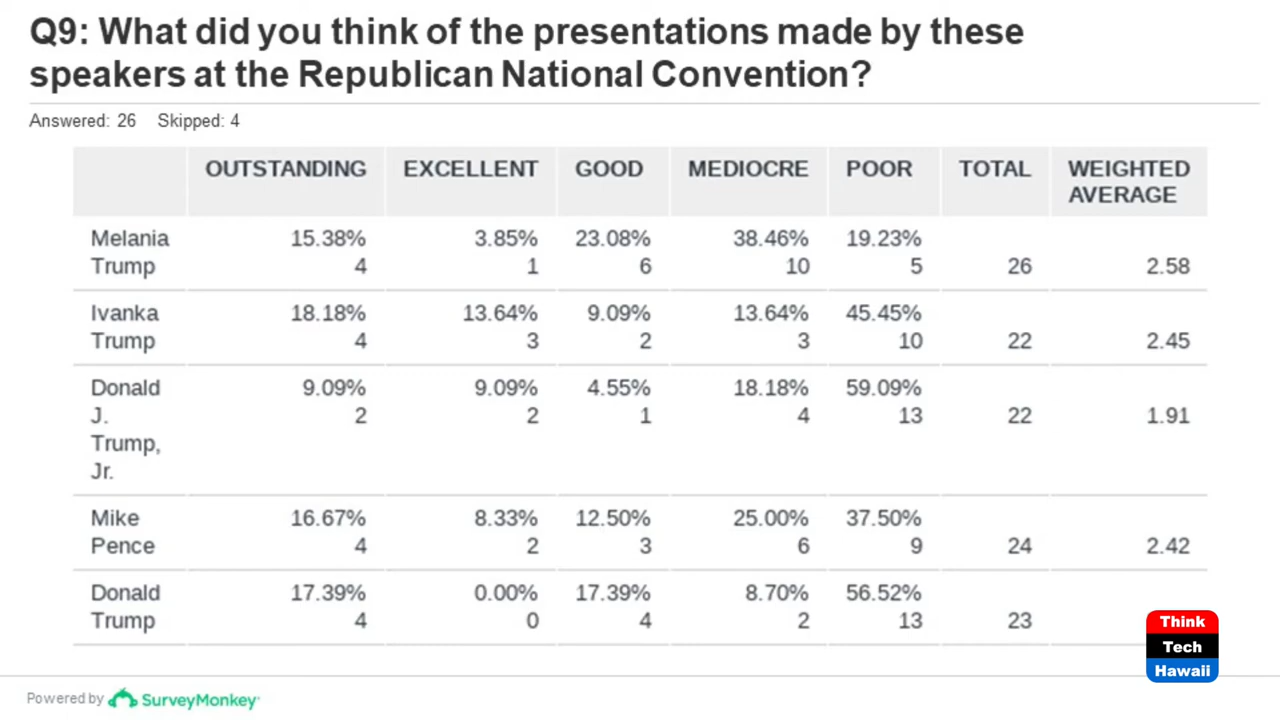 Q9: What did you think of the presentations made by these
speakers at the Republican National Convention?
Answered: 26 Skipped: 4
OUTSTANDING EXCELLENT GOOD MEDIOCRE POOR TOTAL WEIGHTED
AVERAGE
Melania 15.38% 3.85% 23.08% 38.46% 19.23%
Trump 4 1 6 10 5 26 2.58
Ivanka 18.18% 13.64% 9.09% 13.64% 45.45%
Trump 4 3 2 3 10 22 2.45
Donald 9.09% 9.09% 4.55% 18.18% 59.09%
J. 2 2 1 4 13 22 1.91
Trump,
Jr.
Mike 16.67% 8.33% 12.50% 25.00% 37.50%
Pence 4 2 3 6 9 24 2.42
Donald 17.39% 0.00% 17.39% 8.70% 56.52%
Trump 4 0 4 2 13 23
Think
Tech
Hawaii
Powered by SurveyMonkey